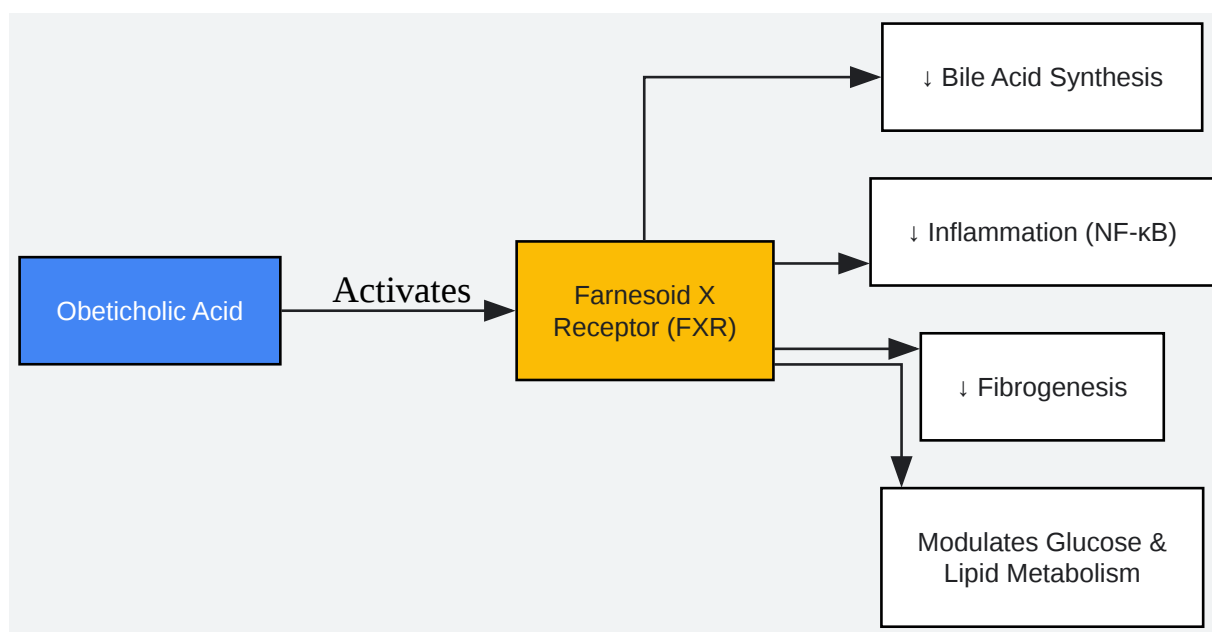 Obeticholic Acid
Activates
Farnesoid X
Receptor (FXR)
↓ Bile Acid Synthesis
↓ Inflammation (NF-κB)
↓ Fibrogenesis
Modulates Glucose &
Lipid Metabolism